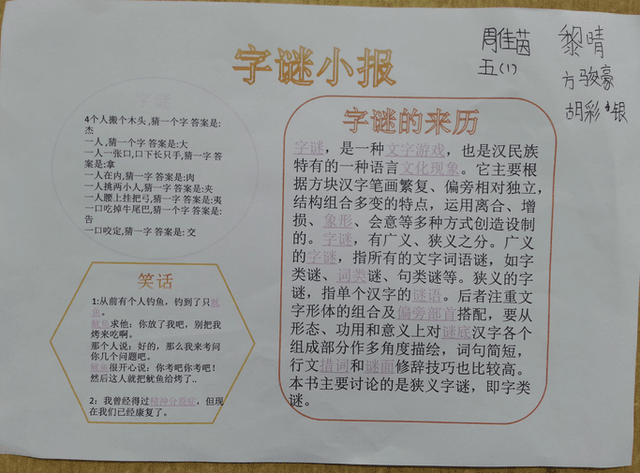 字谜小报
周佳茵
五(1)
黎晴
方骏豪
胡彩银
字谜
4个人搬个木头,猜一个字 答案是:
杰
一人,猜一个字 答案是:大
一人一张口,口下长只手,猜一字 答
案是:拿
一人在内,猜一字 答案是:肉
一人挑两小人,猜一字 答案是:夹
一人腰上挂把弓,猜一字 答案是:夷
一口吃掉牛尾巴,猜一个字 答案是:
告
一口咬定,猜一字 答案是: 交
笑话
1:从前有个人钓鱼，钓到了只鱿
鱼。
鱿鱼求他：你放了我吧，别把我
烤来吃啊。
那个人说：好的，那么我来考问
你几个问题吧。
鱿鱼很开心说：你考吧你考吧！
然后这人就把鱿鱼给烤了..
2：我曾经得过精神分裂症，但现
在我们已经康复了。
字谜的来历
字谜，是一种文字游戏，也是汉民族
特有的一种语言文化现象。它主要根
据方块汉字笔画繁复、偏旁相对独立，
结构组合多变的特点，运用离合、增
损、象形、会意等多种方式创造设制
的。字谜，有广义、狭义之分。广义
的字谜，指所有的文字词语谜，如字
类谜、词类谜、句类谜等。狭义的字
谜，指单个汉字的谜语。后者注重文
字形体的组合及偏旁部首搭配，要从
形态、功用和意义上对谜底汉字各个
组成部分作多角度描绘，词句简短，
行文措词和谜面修辞技巧也比较高。
本书主要讨论的是狭义字谜，即字类
谜。